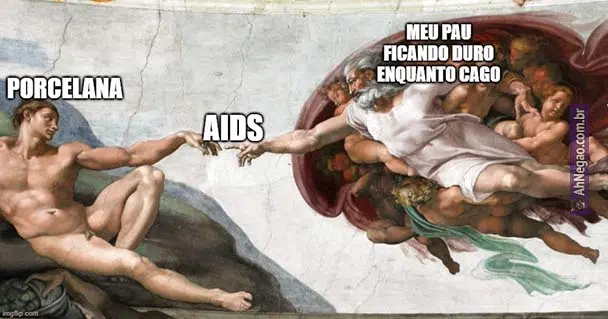 MEU PAU
FICANDO DURO
ENQUANTO CAGO
PORCELANA
AIDS
AhNegao.com.br
imgflip.com